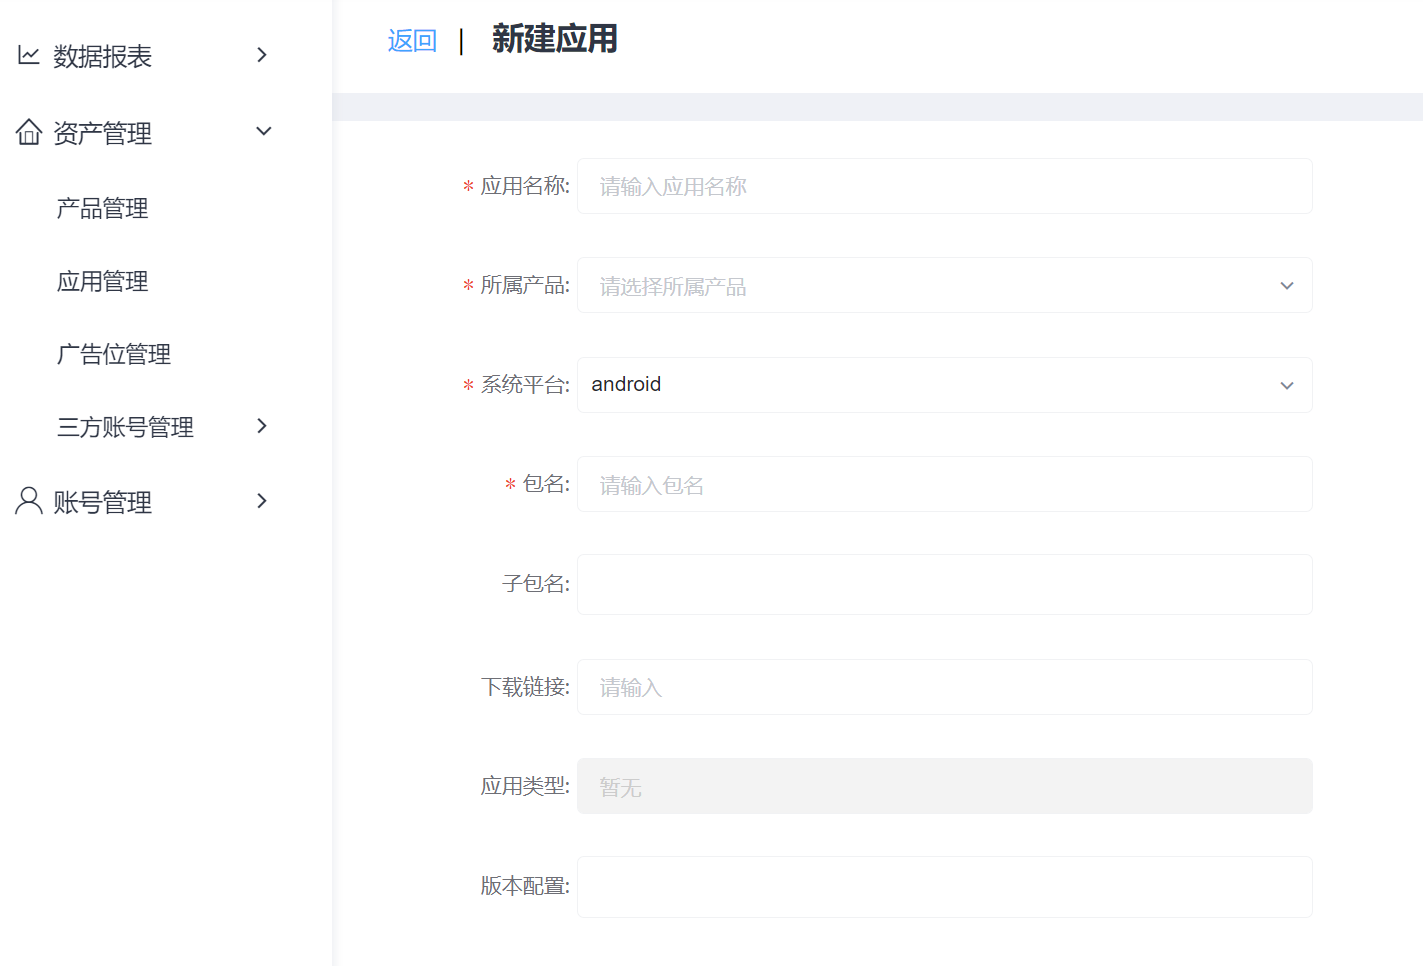 数据报表
资产管理
产品管理
应用管理
广告位管理
三方账号管理
账号管理
返回 | 新建应用
* 应用名称: 请输入应用名称
* 所属产品: 请选择所属产品
* 系统平台: android
* 包名: 请输入包名
子包名:
下载链接: 请输入
应用类型: 暂无
版本配置: